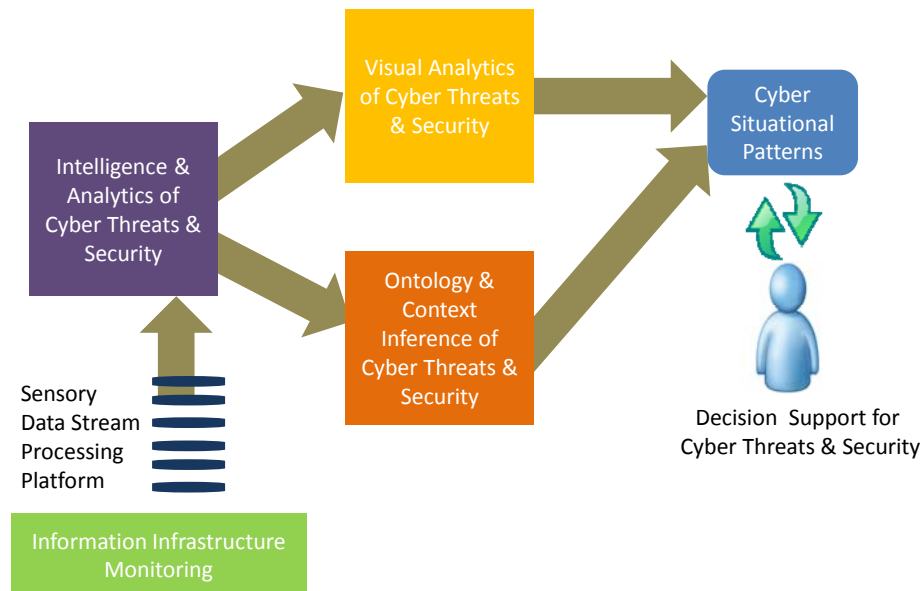 Visual Analytics
of Cyber Threats
& Security
Cyber
Situational
Patterns
Intelligence &
Analytics of
Cyber Threats &
Security
Ontology &
Context
Inference of
Cyber Threats &
Security
Sensory
Data Stream
Processing
Platform
Decision Support for
Cyber Threats & Security
Information Infrastructure
Monitoring